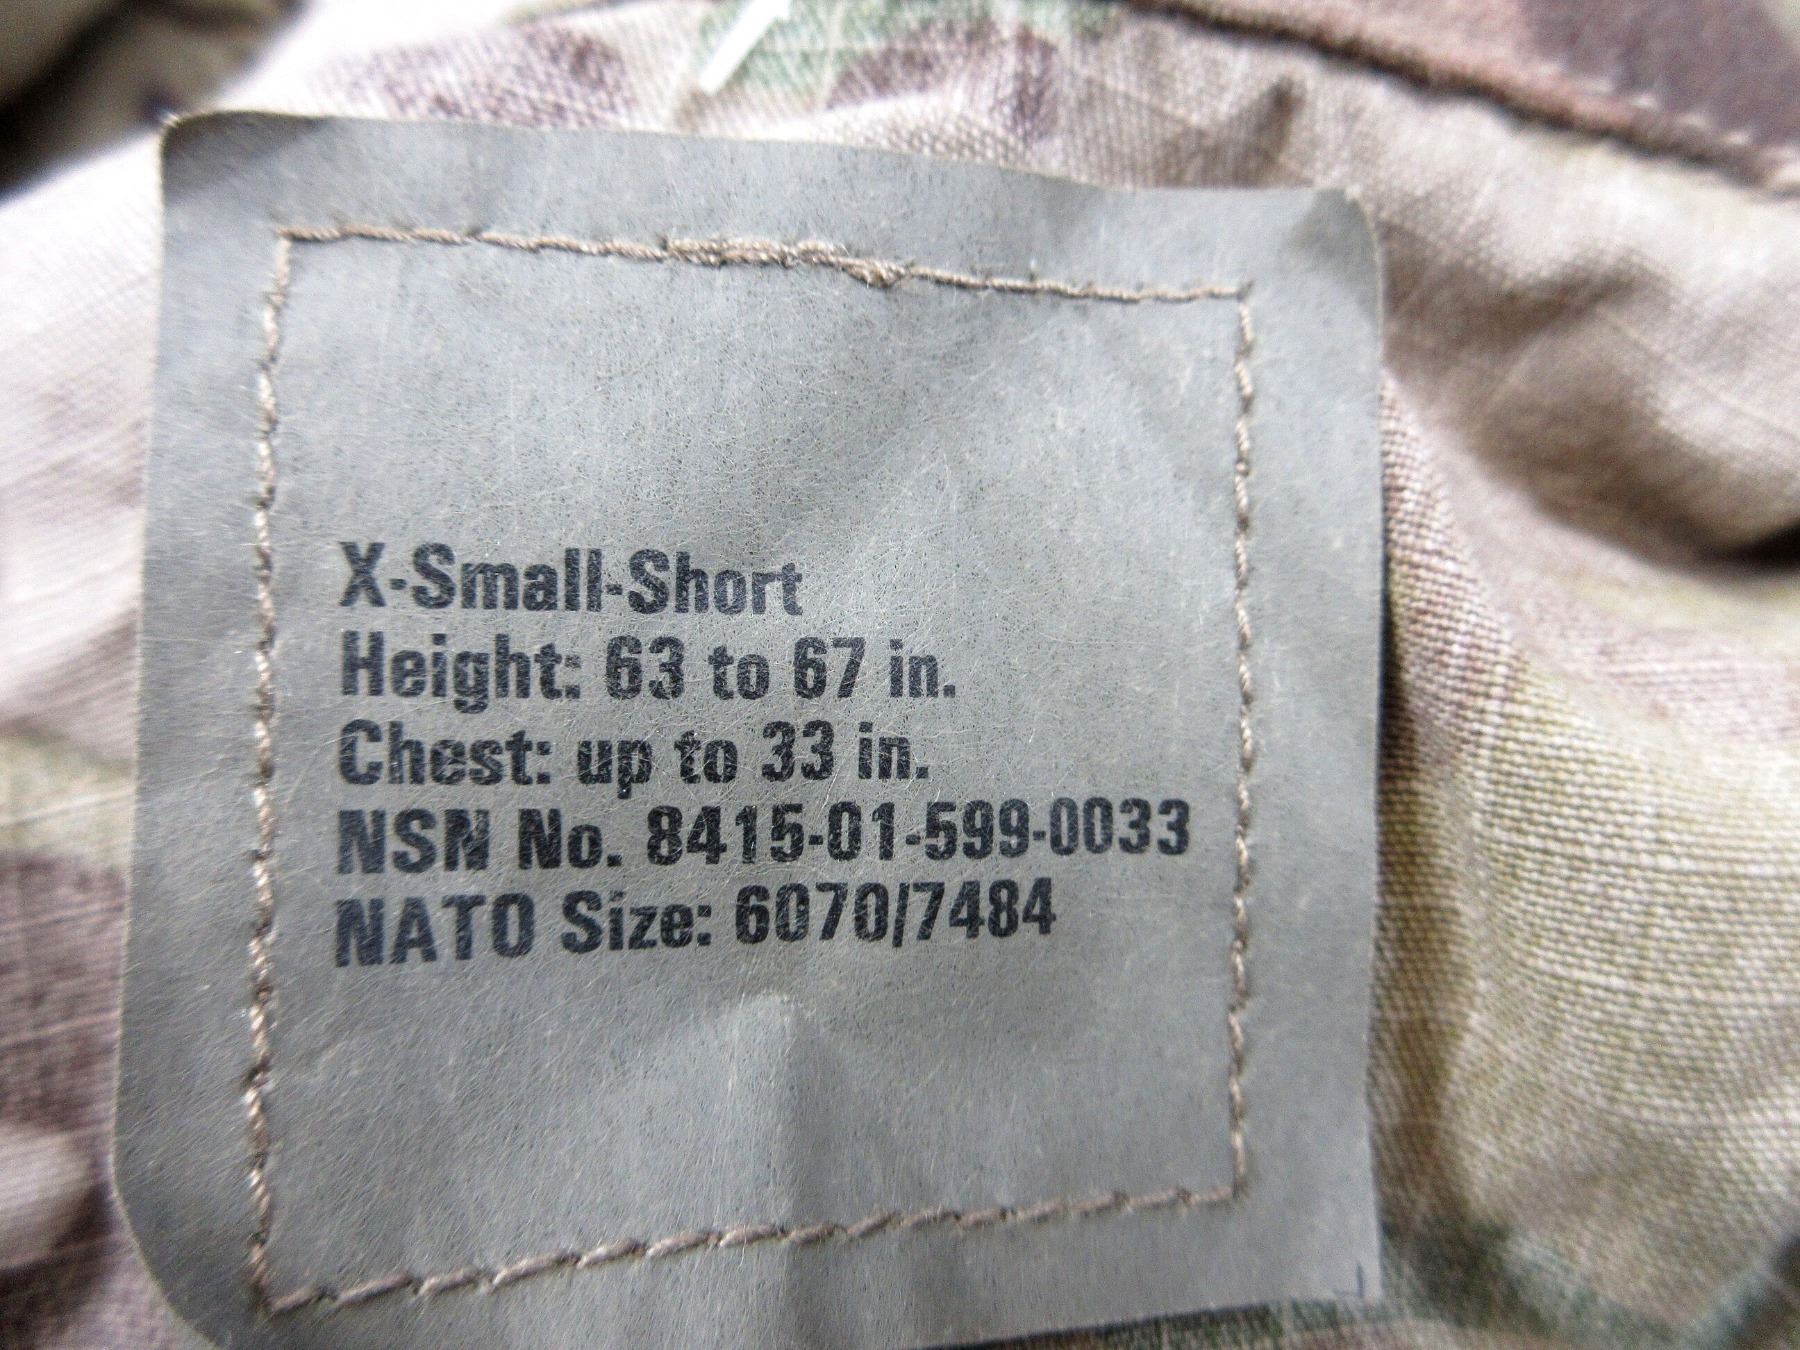 X-Small-Short
Height: 63 to 67 in.
Chest: up to 33 in.
NSN No. 8415-01-599-0033
NATO Size: 6070/7484